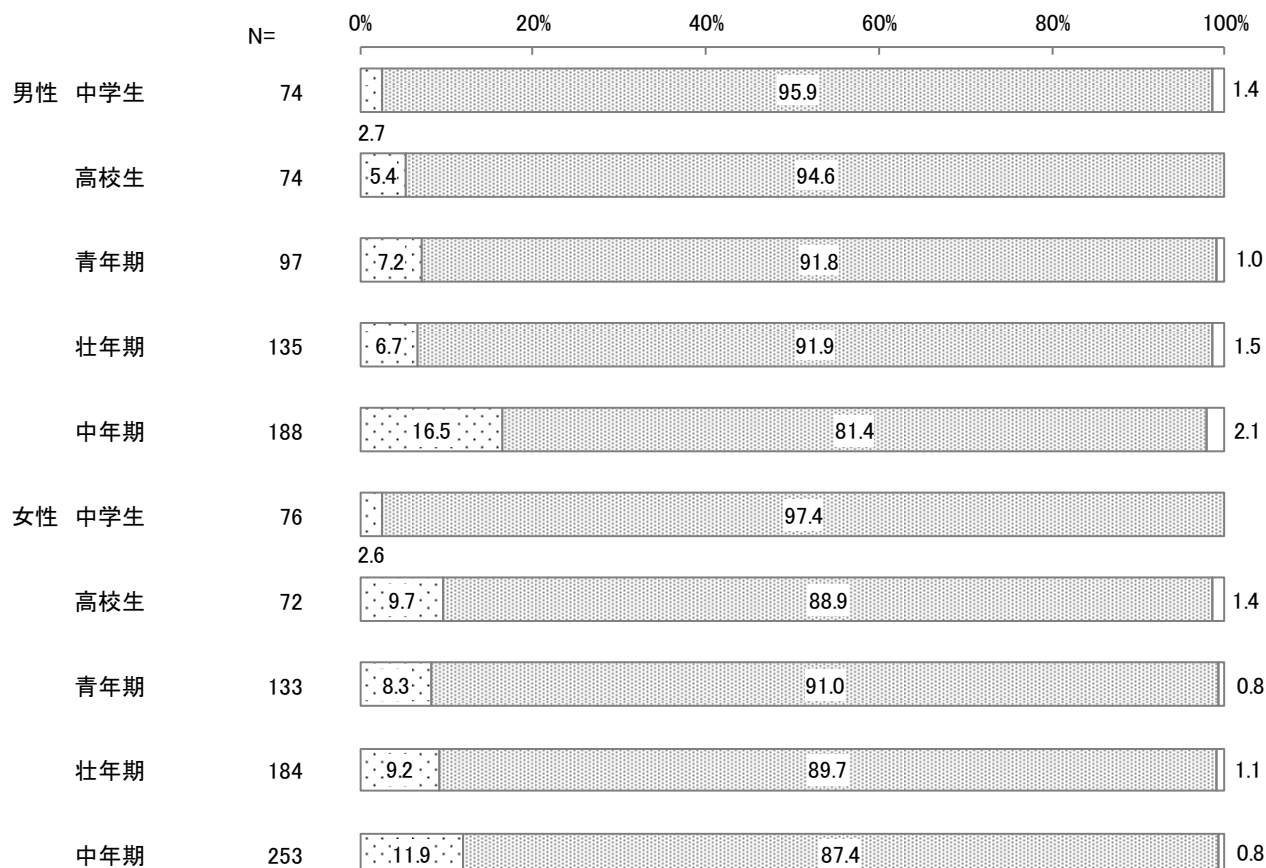 0% 20% 40% 60% 80% 100%
N=
男性 中学生 74 95.9 1.4
2.7
高校生 74 5.4 94.6
青年期 97 7.2 91.8 1.0
壮年期 135 6.7 91.9 1.5
中年期 188 16.5 81.4 2.1
女性 中学生 76 97.4
2.6
高校生 72 9.7 88.9 1.4
青年期 133 8.3 91.0 0.8
壮年期 184 9.2 89.7 1.1
中年期 253 11.9 87.4 0.8